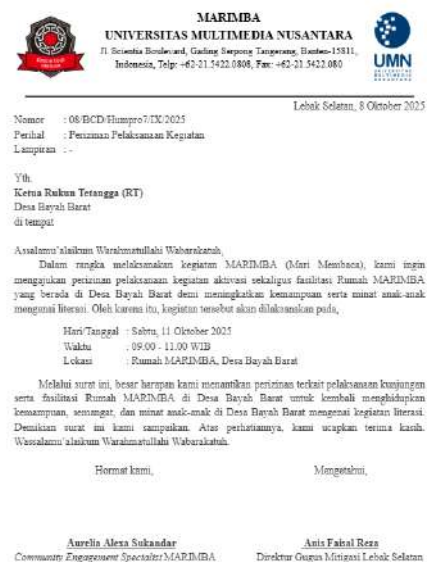 MARIMBA
UNIVERSITAS MULTIMEDIA NUSANTARA
Jl. Scientia Boulevard, Gading Serpong Tangerang, Banten-15811,
Indonesia, Telp: +62-21.5422.0808, Fax: +62-21.5422.080
UMN
UNIVERSITAS
MULTIMEDIA
NUSANTARA
Lebak Selatan, 8 Oktober 2025
Nomor : 08/BCD/Humpro7/IX/2025
Perihal : Perizinan Pelaksanaan Kegiatan
Lampiran : -
Yth.
Ketua Rukun Tetangga (RT)
Desa Bayah Barat
di tempat
Assalamu'alaikum Warahmatullahi Wabarakatuh,
Dalam rangka melaksanakan kegiatan MARIMBA (Mari Membaca), kami ingin
mengajukan perizinan pelaksanaan kegiatan aktivasi sekaligus fasilitasi Rumah MARIMBA
yang berada di Desa Bayah Barat demi meningkatkan kemampuan serta minat anak-anak
mengenai literasi. Oleh karena itu, kegiatan tersebut akan dilaksanakan pada,
Hari/Tanggal : Sabtu, 11 Oktober 2025
Waktu : 09.00 - 11.00 WIB
Lokasi : Rumah MARIMBA, Desa Bayah Barat
Melalui surat ini, besar harapan kami menantikan perizinan terkait pelaksanaan kunjungan
serta fasilitasi Rumah MARIMBA di Desa Bayah Barat untuk kembali menghidupkan
kemampuan, semangat, dan minat anak-anak di Desa Bayah Barat mengenai kegiatan literasi.
Demikian surat ini kami sampaikan. Atas perhatiannya, kami ucapkan terima kasih.
Wassalamu'alaikum Warahmatullahi Wabarakatuh.
Hormat kami, Mengetahui,
Aurelia Alexa Sukandar Anis Faisal Reza
Community Engagement Specialist MARIMBA Direktur Gugus Mitigasi Lebak Selatan